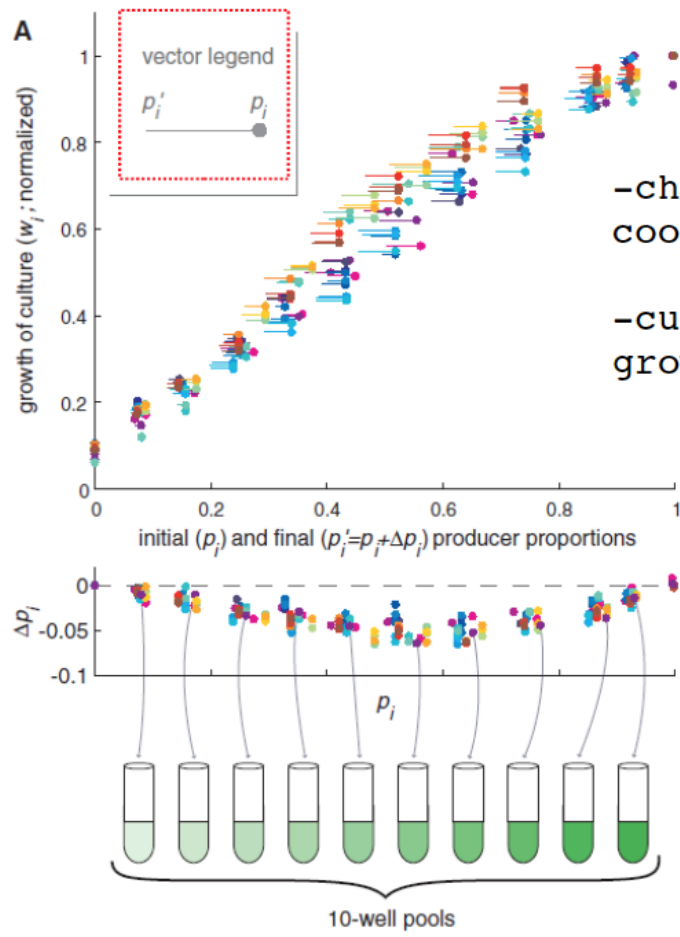 A
vector legend
p_i' p_i
growth of culture (w_i; normalized)
1
0.8
0.6
0.4
0.2
0
0 0.2 0.4 0.6 0.8 1
initial (p_i) and final (p_i'=p_i+Δp_i) producer proportions
-ch
coo
-cu
gro
Δp_i
0
-0.05
-0.1
p_i
10-well pools